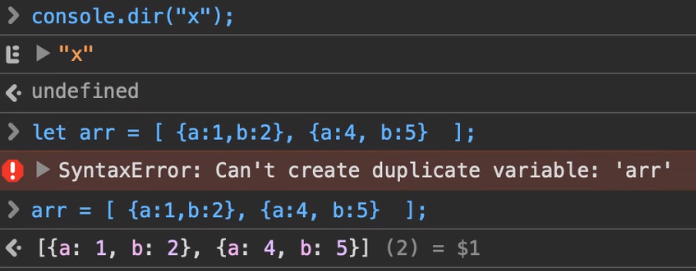 console.dir("x");
"x"
undefined
let arr = [ {a:1,b:2}, {a:4, b:5}  ];
SyntaxError: Can't create duplicate variable: 'arr'
arr = [ {a:1,b:2}, {a:4, b:5}  ];
[{a: 1, b: 2}, {a: 4, b: 5}] (2) = $1